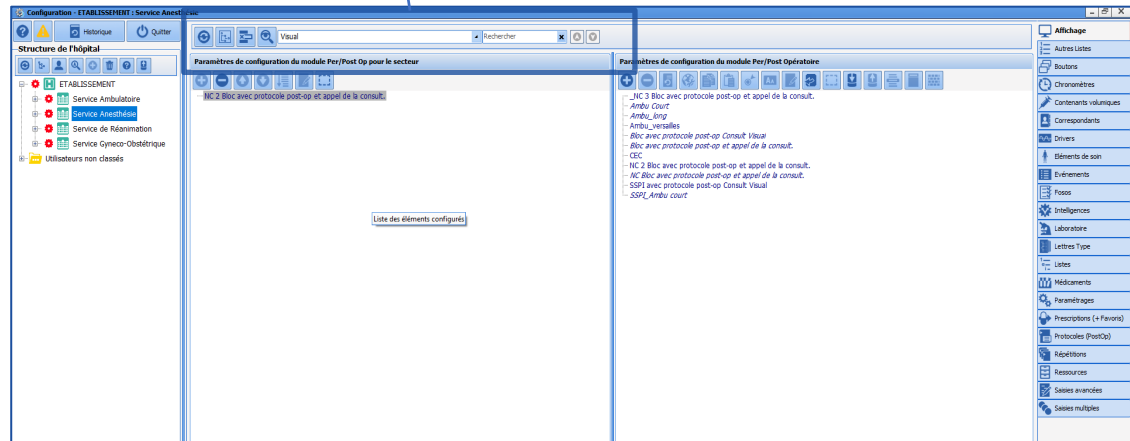 Configuration - ETABLISSEMENT : Service Anesthésie
Historique
Quitter
Structure de l'hôpital
ETABLISSEMENT
Service Ambulatoire
Service Anesthésie
Service de Réanimation
Service Gyneco-Obstétrique
Utilisateurs non classés
Visual
Rechercher
Paramètres de configuration du module Per/Post Op pour le secteur
NC 2 Bloc avec protocole post-op et appel de la consult.
Liste des éléments configurés
Paramètres de configuration du module Per/Post Opératoire
_NC 3 Bloc avec protocole post-op et appel de la consult.
Ambu Court
Ambu_long
Ambu_versailles
Bloc avec protocole post-op Consult Visual
Bloc avec protocole post-op et appel de la consult.
CEC
NC 2 Bloc avec protocole post-op et appel de la consult.
NC Bloc avec protocole post-op et appel de la consult.
SSPI avec protocole post-op Consult Visual
SSPI_Ambu court
Affichage
Autres Listes
Boutons
Chronomètres
Contenants volumiques
Correspondants
Drivers
Eléments de soin
Evénements
Fosos
Intelligences
Laboratoire
Lettres Type
Listes
Médicaments
Paramétrages
Prescriptions (+ Favoris)
Protocoles (PostOp)
Répétitions
Ressources
Saisies avancées
Saisies multiples